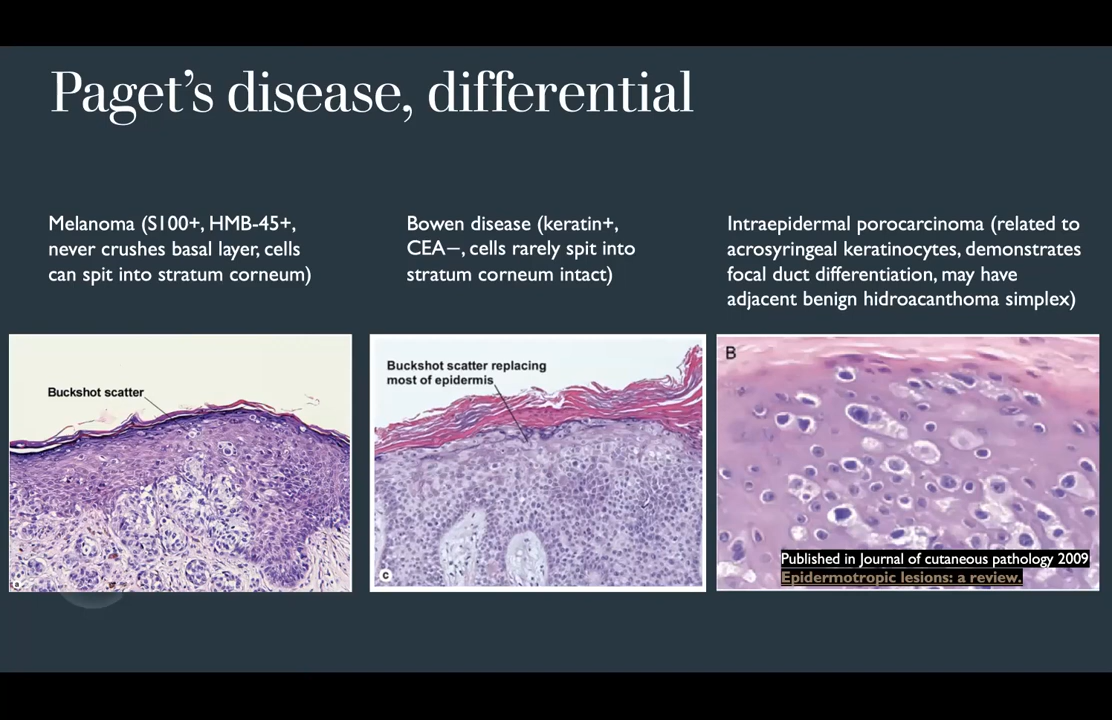 Paget's disease, differential
Melanoma (S100+, HMB-45+,
never crushes basal layer, cells
can spit into stratum corneum)
Bowen disease (keratin+,
CEA−, cells rarely spit into
stratum corneum intact)
Intraepidermal porocarcinoma (related to
acrosyringeal keratinocytes, demonstrates
focal duct differentiation, may have
adjacent benign hidroacanthoma simplex)
Buckshot scatter
Buckshot scatter replacing
most of epidermis
c
B
Published in Journal of cutaneous pathology 2009
Epidermotropic lesions: a review.